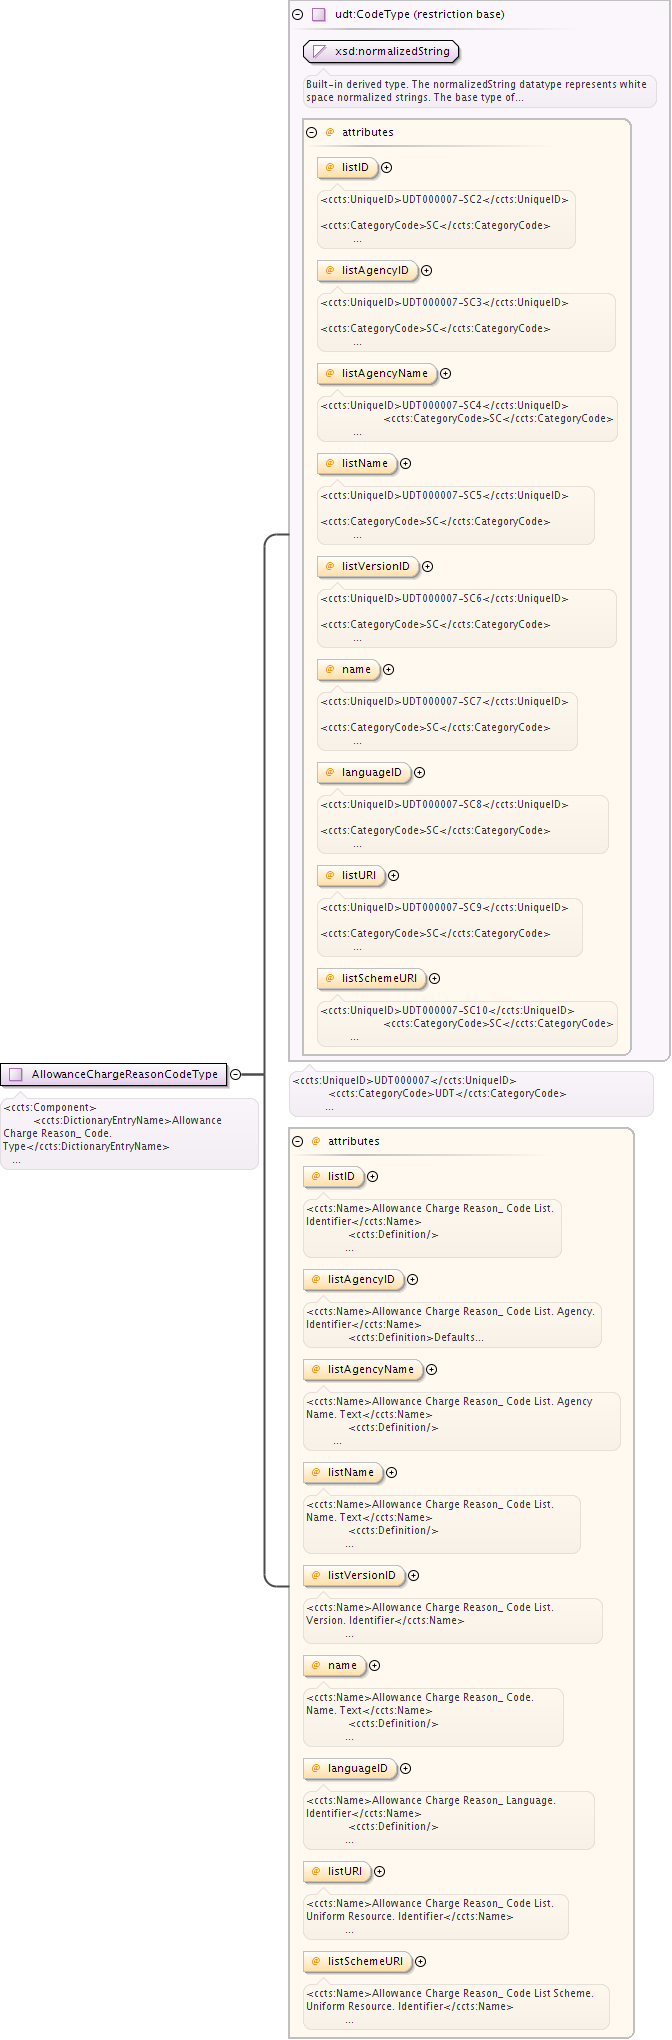 udt:CodeType (restriction base)
xsd:normalizedString
Built-in derived type. The normalizedString datatype represents white
space normalized strings. The base type of...
@ attributes
@ listID
<ccts:UniqueID>UDT000007-SC2</ccts:UniqueID>
<ccts:CategoryCode>SC</ccts:CategoryCode>
...
@ listAgencyID
<ccts:UniqueID>UDT000007-SC3</ccts:UniqueID>
<ccts:CategoryCode>SC</ccts:CategoryCode>
...
@ listAgencyName
<ccts:UniqueID>UDT000007-SC4</ccts:UniqueID>
<ccts:CategoryCode>SC</ccts:CategoryCode>
...
@ listName
<ccts:UniqueID>UDT000007-SC5</ccts:UniqueID>
<ccts:CategoryCode>SC</ccts:CategoryCode>
...
@ listVersionID
<ccts:UniqueID>UDT000007-SC6</ccts:UniqueID>
<ccts:CategoryCode>SC</ccts:CategoryCode>
...
@ name
<ccts:UniqueID>UDT000007-SC7</ccts:UniqueID>
<ccts:CategoryCode>SC</ccts:CategoryCode>
...
@ languageID
<ccts:UniqueID>UDT000007-SC8</ccts:UniqueID>
<ccts:CategoryCode>SC</ccts:CategoryCode>
...
@ listURI
<ccts:UniqueID>UDT000007-SC9</ccts:UniqueID>
<ccts:CategoryCode>SC</ccts:CategoryCode>
...
@ listSchemeURI
<ccts:UniqueID>UDT000007-SC10</ccts:UniqueID>
<ccts:CategoryCode>SC</ccts:CategoryCode>
...
AllowanceChargeReasonCodeType
<ccts:Component>
<ccts:DictionaryEntryName>Allowance
Charge Reason_ Code.
Type</ccts:DictionaryEntryName>
...
<ccts:UniqueID>UDT000007</ccts:UniqueID>
<ccts:CategoryCode>UDT</ccts:CategoryCode>
...
@ attributes
@ listID
<ccts:Name>Allowance Charge Reason_ Code List.
Identifier</ccts:Name>
<ccts:Definition/>
...
@ listAgencyID
<ccts:Name>Allowance Charge Reason_ Code List. Agency.
Identifier</ccts:Name>
<ccts:Definition>Defaults...
@ listAgencyName
<ccts:Name>Allowance Charge Reason_ Code List. Agency
Name. Text</ccts:Name>
<ccts:Definition/>
...
@ listName
<ccts:Name>Allowance Charge Reason_ Code List.
Name. Text</ccts:Name>
<ccts:Definition/>
...
@ listVersionID
<ccts:Name>Allowance Charge Reason_ Code List.
Version. Identifier</ccts:Name>
...
@ name
<ccts:Name>Allowance Charge Reason_ Code.
Name. Text</ccts:Name>
<ccts:Definition/>
...
@ languageID
<ccts:Name>Allowance Charge Reason_ Language.
Identifier</ccts:Name>
<ccts:Definition/>
...
@ listURI
<ccts:Name>Allowance Charge Reason_ Code List.
Uniform Resource. Identifier</ccts:Name>
...
@ listSchemeURI
<ccts:Name>Allowance Charge Reason_ Code List Scheme.
Uniform Resource. Identifier</ccts:Name>
...